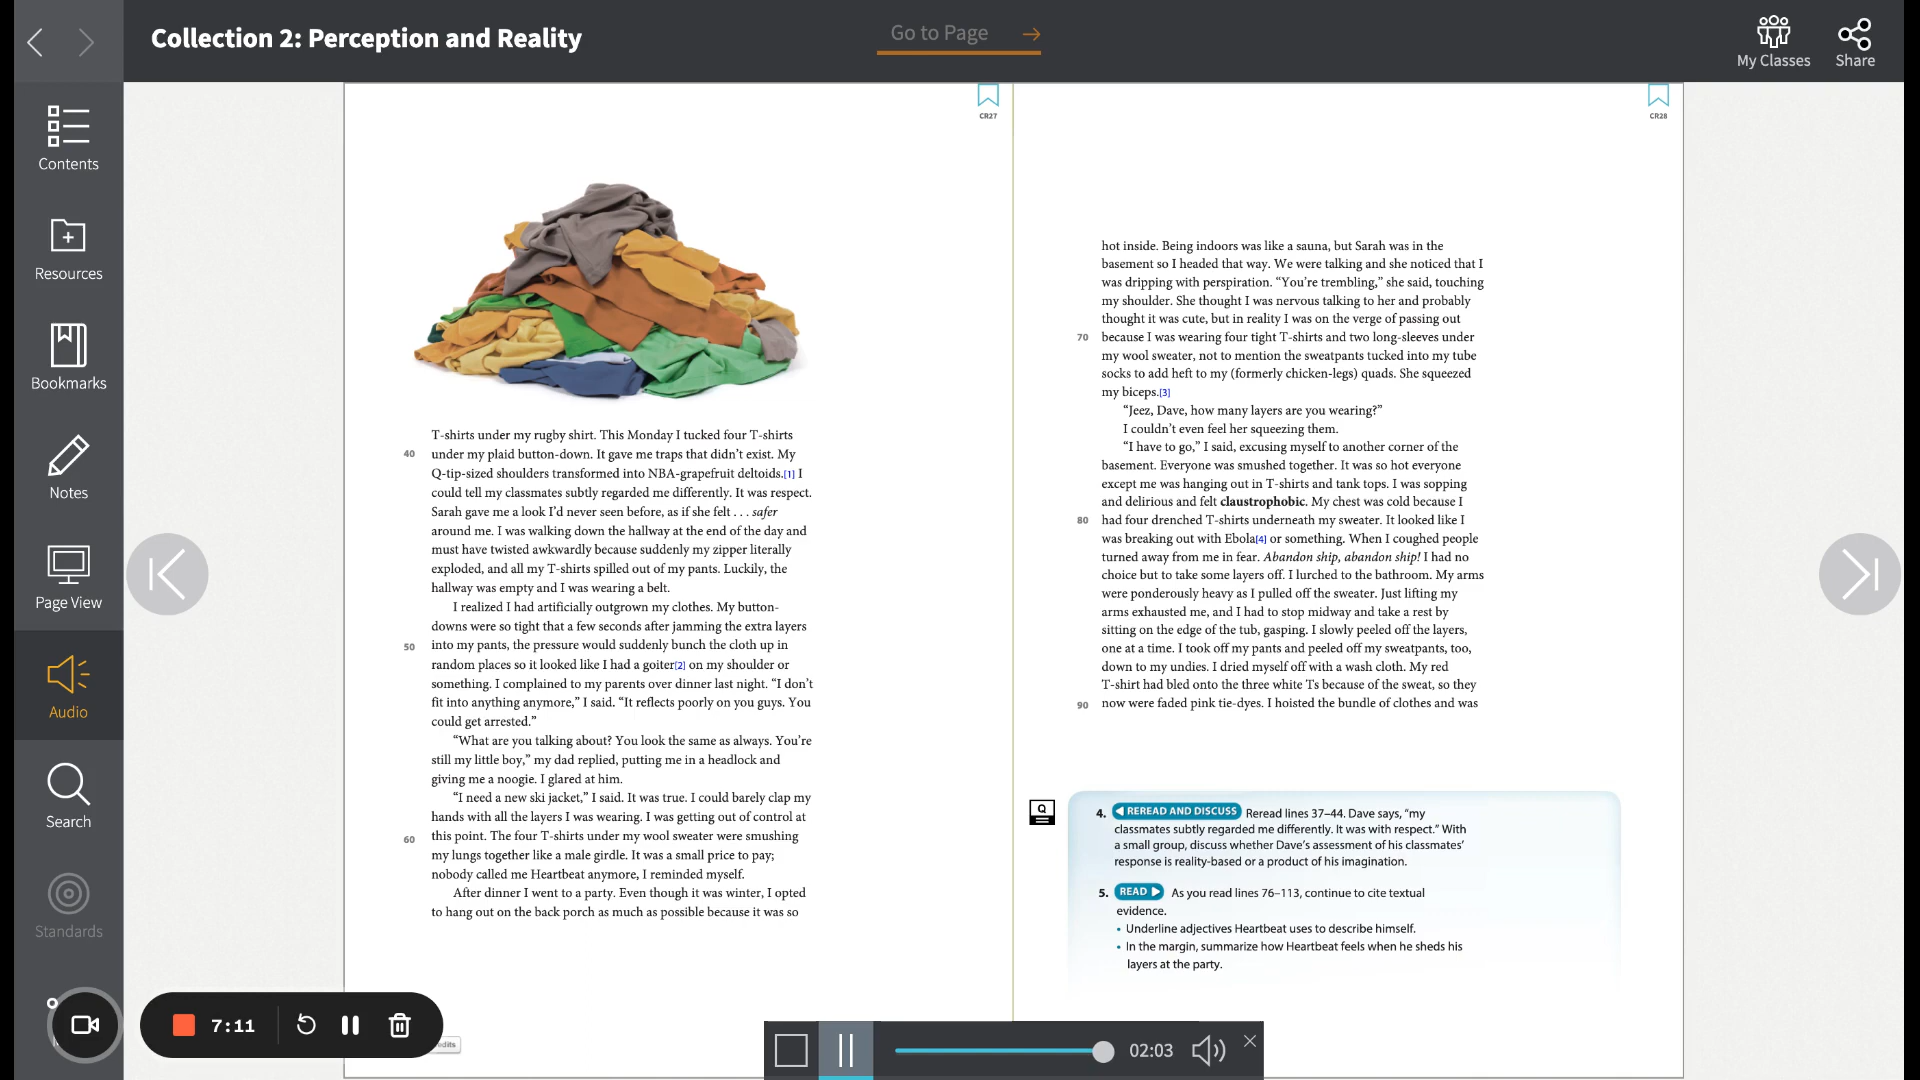 Collection 2: Perception and Reality
Go to Page
My Classes
Share
Contents
Resources
Bookmarks
Notes
Page View
Audio
Search
Standards
CR27
T-shirts under my rugby shirt. This Monday I tucked four T-shirts
40 under my plaid button-down. It gave me traps that didn't exist. My
Q-tip-sized shoulders transformed into NBA-grapefruit deltoids.[1] I
could tell my classmates subtly regarded me differently. It was respect.
Sarah gave me a look I'd never seen before, as if she felt . . . safer
around me. I was walking down the hallway at the end of the day and
must have twisted awkwardly because suddenly my zipper literally
exploded, and all my T-shirts spilled out of my pants. Luckily, the
hallway was empty and I was wearing a belt.
I realized I had artificially outgrown my clothes. My button-
downs were so tight that a few seconds after jamming the extra layers
50 into my pants, the pressure would suddenly bunch the cloth up in
random places so it looked like I had a goiter[2] on my shoulder or
something. I complained to my parents over dinner last night. “I don't
fit into anything anymore,” I said. “It reflects poorly on you guys. You
could get arrested.”
“What are you talking about? You look the same as always. You're
still my little boy,” my dad replied, putting me in a headlock and
giving me a noogie. I glared at him.
“I need a new ski jacket,” I said. It was true. I could barely clap my
hands with all the layers I was wearing. I was getting out of control at
60 this point. The four T-shirts under my wool sweater were smushing
my lungs together like a male girdle. It was a small price to pay;
nobody called me Heartbeat anymore, I reminded myself.
After dinner I went to a party. Even though it was winter, I opted
to hang out on the back porch as much as possible because it was so
CR28
hot inside. Being indoors was like a sauna, but Sarah was in the
basement so I headed that way. We were talking and she noticed that I
was dripping with perspiration. “You're trembling,” she said, touching
my shoulder. She thought I was nervous talking to her and probably
thought it was cute, but in reality I was on the verge of passing out
70 because I was wearing four tight T-shirts and two long-sleeves under
my wool sweater, not to mention the sweatpants tucked into my tube
socks to add heft to my (formerly chicken-legs) quads. She squeezed
my biceps.[3]
“Jeez, Dave, how many layers are you wearing?”
I couldn't even feel her squeezing them.
“I have to go,” I said, excusing myself to another corner of the
basement. Everyone was smushed together. It was so hot everyone
except me was hanging out in T-shirts and tank tops. I was sopping
and delirious and felt claustrophobic. My chest was cold because I
80 had four drenched T-shirts underneath my sweater. It looked like I
was breaking out with Ebola[4] or something. When I coughed people
turned away from me in fear. Abandon ship, abandon ship! I had no
choice but to take some layers off. I lurched to the bathroom. My arms
were ponderously heavy as I pulled off the sweater. Just lifting my
arms exhausted me, and I had to stop midway and take a rest by
sitting on the edge of the tub, gasping. I slowly peeled off the layers,
one at a time. I took off my pants and peeled off my sweatpants, too,
down to my undies. I dried myself off with a wash cloth. My red
T-shirt had bled onto the three white Ts because of the sweat, so they
90 now were faded pink tie-dyes. I hoisted the bundle of clothes and was
Q
4. REREAD AND DISCUSS Reread lines 37–44. Dave says, “my
classmates subtly regarded me differently. It was with respect.” With
a small group, discuss whether Dave's assessment of his classmates'
response is reality-based or a product of his imagination.
5. READ As you read lines 76–113, continue to cite textual
evidence.
• Underline adjectives Heartbeat uses to describe himself.
• In the margin, summarize how Heartbeat feels when he sheds his
layers at the party.
7:11
02:03